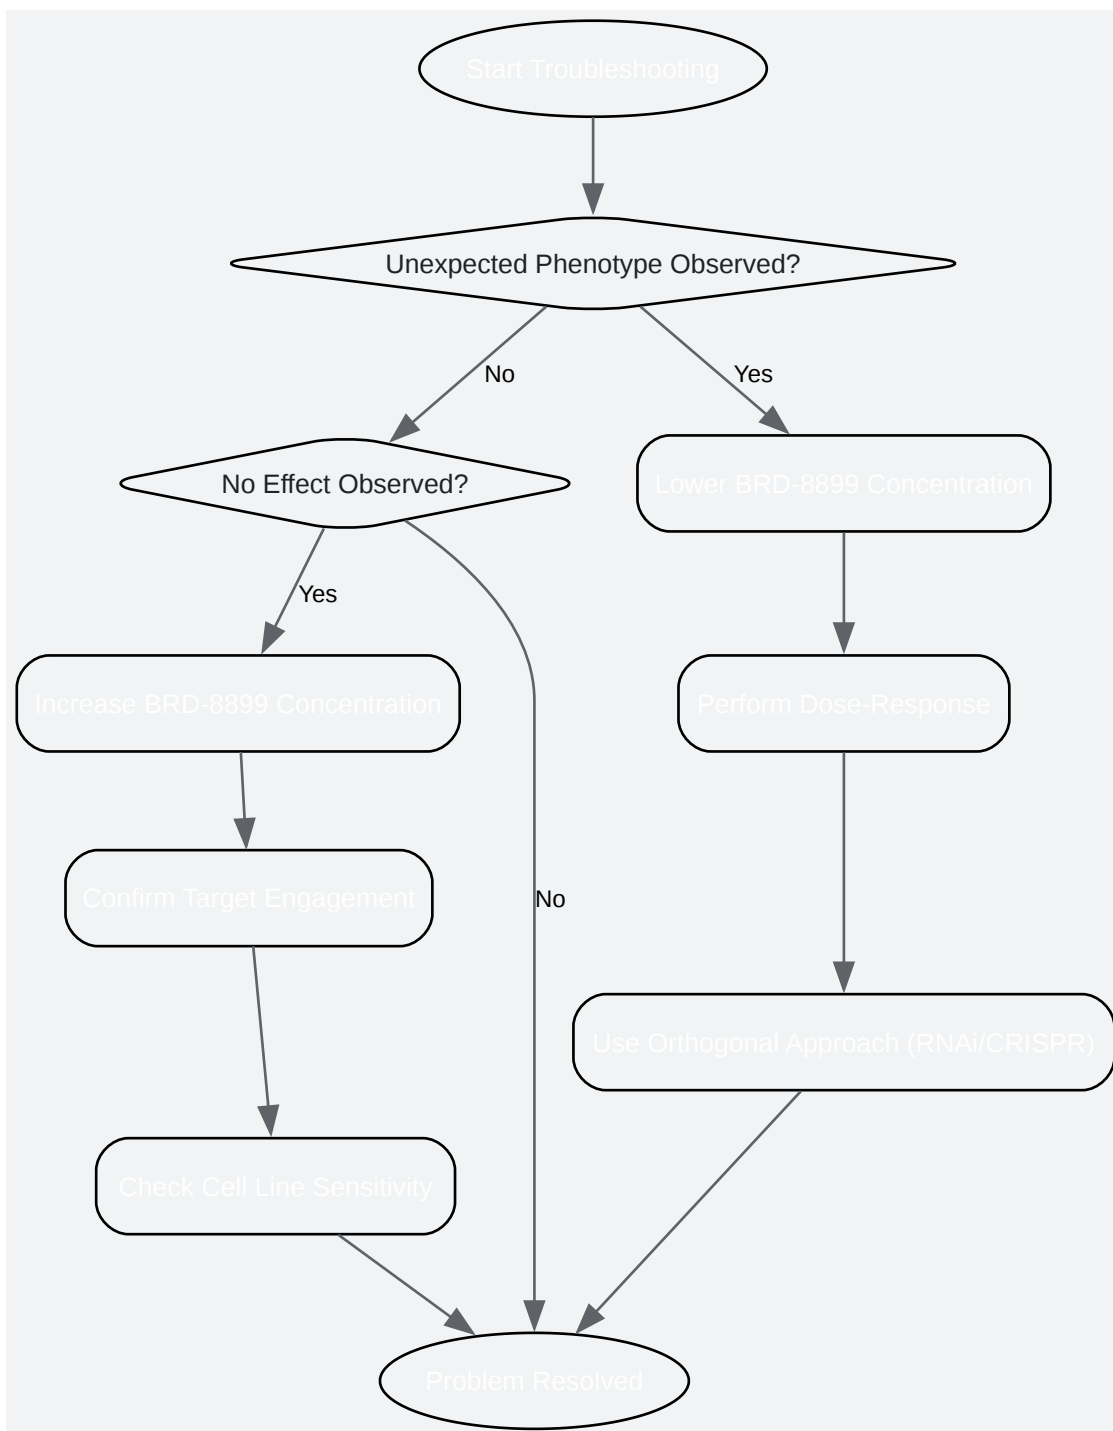 Start Troubleshooting
Unexpected Phenotype Observed?
No
Yes
No Effect Observed?
Lower BRD-8899 Concentration
Yes
Increase BRD-8899 Concentration
Perform Dose-Response
Confirm Target Engagement
No
Use Orthogonal Approach (RNAi/CRISPR)
Check Cell Line Sensitivity
Problem Resolved